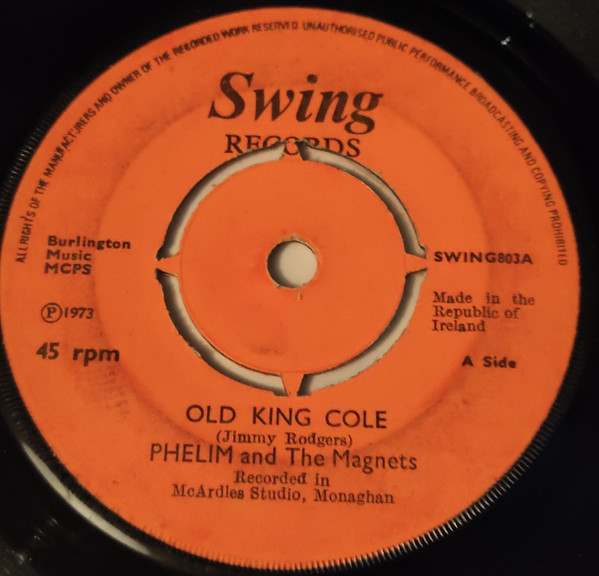 ALL RIGHTS OF THE MANUFACTURERS AND OWNER OF THE RECORDED WORK RESERVED UNAUTHORISED PUBLIC PERFORMANCE BROADCASTING AND COPYING PROHIBITED
Swing
RECORDS
Burlington
Music
MCPS
Ⓟ1973
45 rpm
SWING803A
Made in the
Republic of
Ireland
A Side
OLD KING COLE
(Jimmy Rodgers)
PHELIM and The Magnets
Recorded in
McArdles Studio, Monaghan